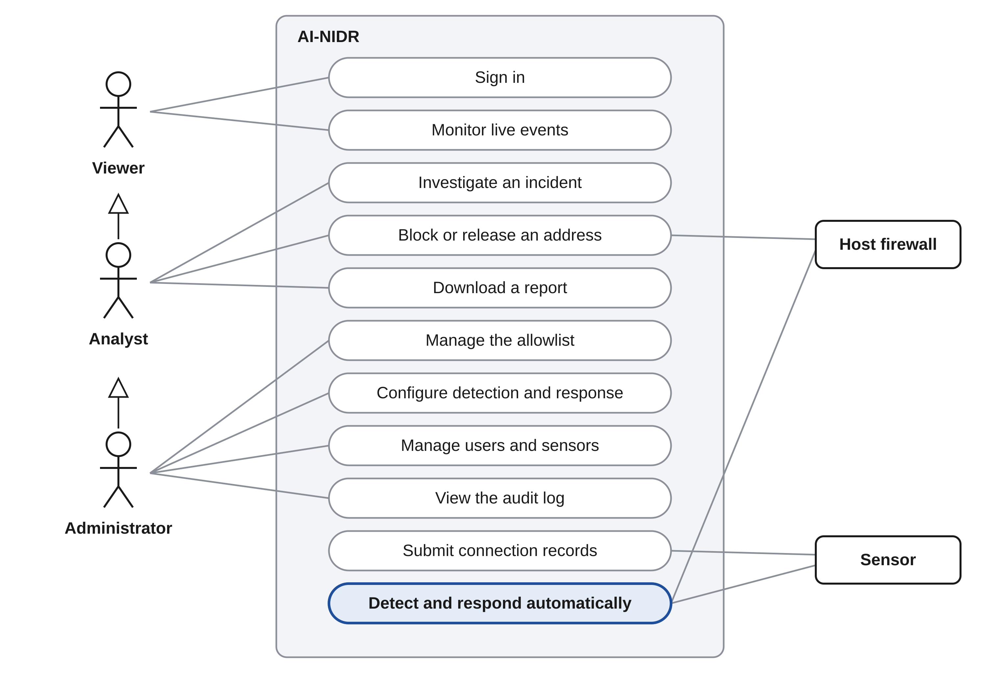 AI-NIDR
Sign in
Monitor live events
Investigate an incident
Block or release an address
Download a report
Manage the allowlist
Configure detection and response
Manage users and sensors
View the audit log
Submit connection records
Detect and respond automatically
Viewer
Analyst
Administrator
Host firewall
Sensor